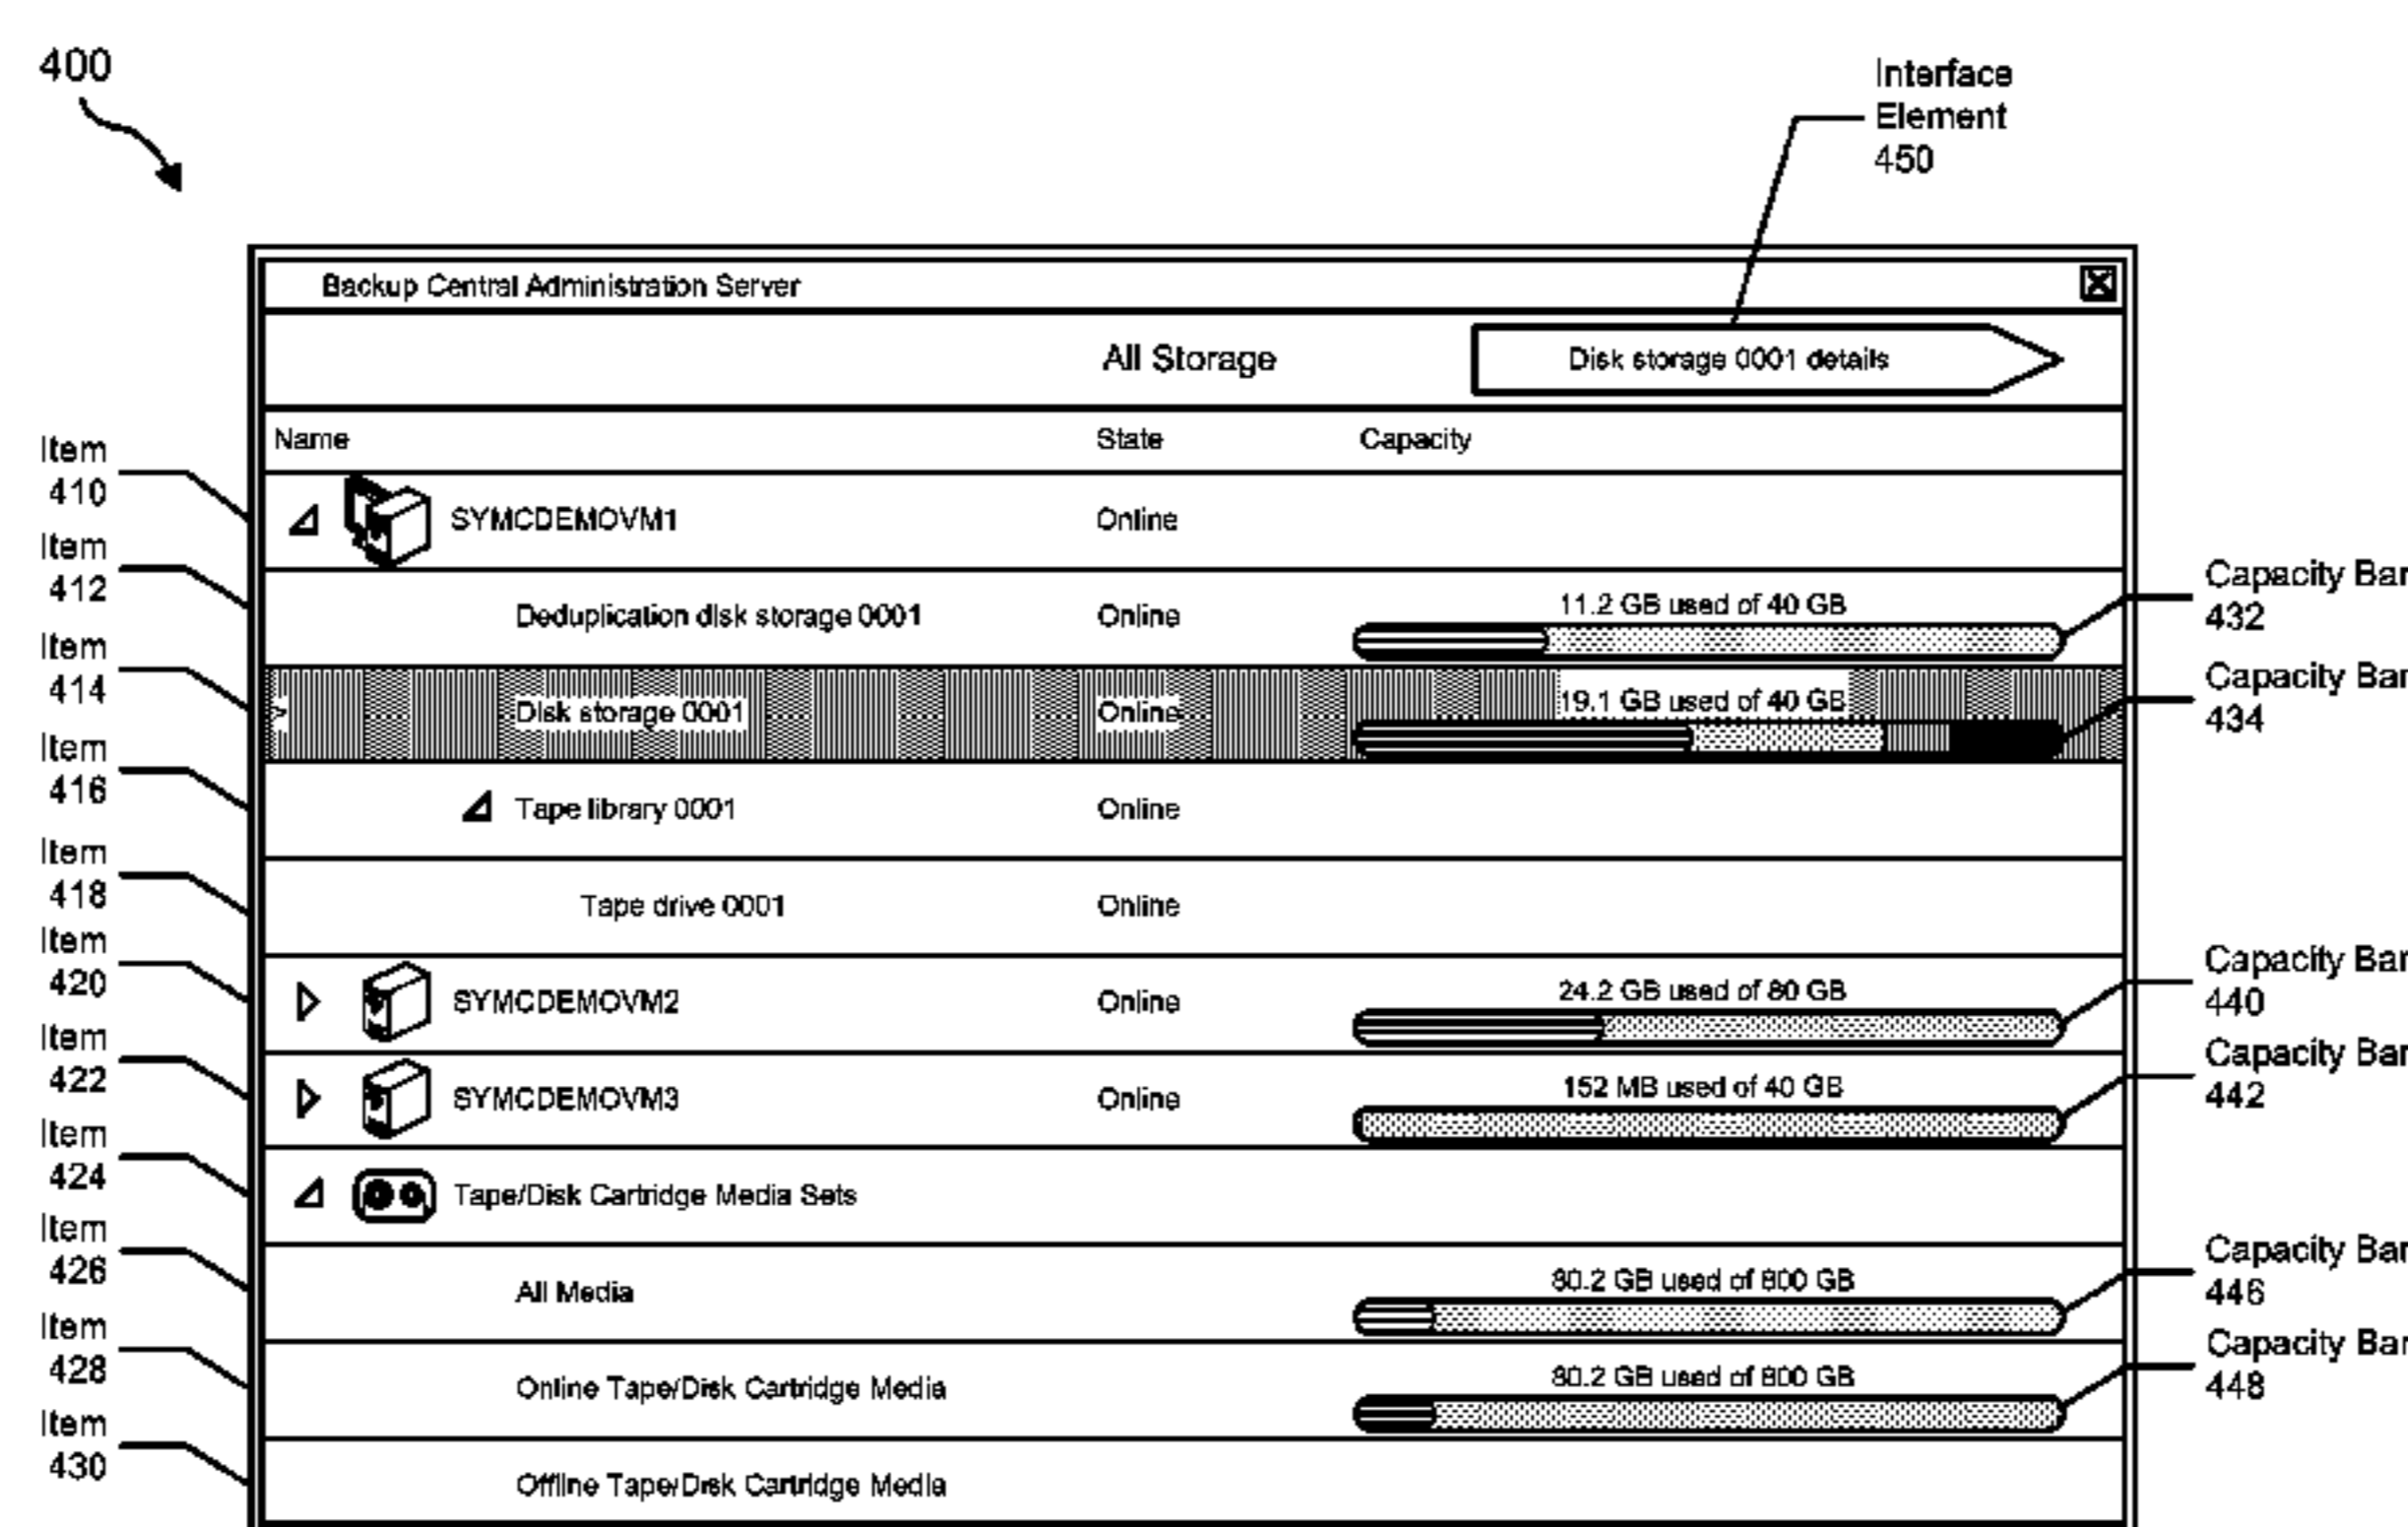 400
Interface
Element
450
Backup Central Administration Server
All Storage
Disk storage 0001 details
Name State Capacity
Item
410
SYMCDEMOVM1 Online
Item
412
Deduplication disk storage 0001 Online 11.2 GB used of 40 GB
Capacity Bar
432
Item
414
Disk storage 0001 Online 19.1 GB used of 40 GB
Capacity Bar
434
Item
416
Tape library 0001 Online
Item
418
Tape drive 0001 Online
Item
420
SYMCDEMOVM2 Online 24.2 GB used of 80 GB
Capacity Bar
440
Item
422
SYMCDEMOVM3 Online 152 MB used of 40 GB
Capacity Bar
442
Item
424
Tape/Disk Cartridge Media Sets
Item
426
All Media 80.2 GB used of 800 GB
Capacity Bar
446
Item
428
Online Tape/Disk Cartridge Media 80.2 GB used of 800 GB
Capacity Bar
448
Item
430
Offline Tape/Disk Cartridge Media